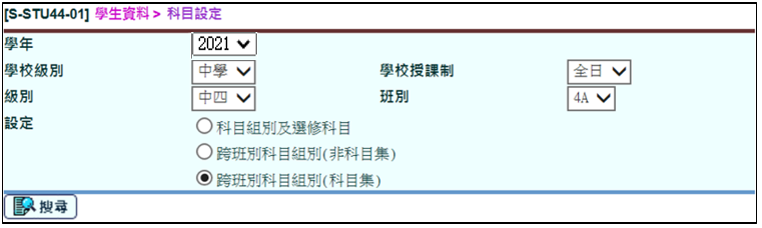 [S-STU44-01] 學生資料 > 科目設定
學年 2021
學校級別 中學 學校授課制 全日
級別 中四 班別 4A
設定 科目組別及選修科目
跨班別科目組別(非科目集)
跨班別科目組別(科目集)
搜尋